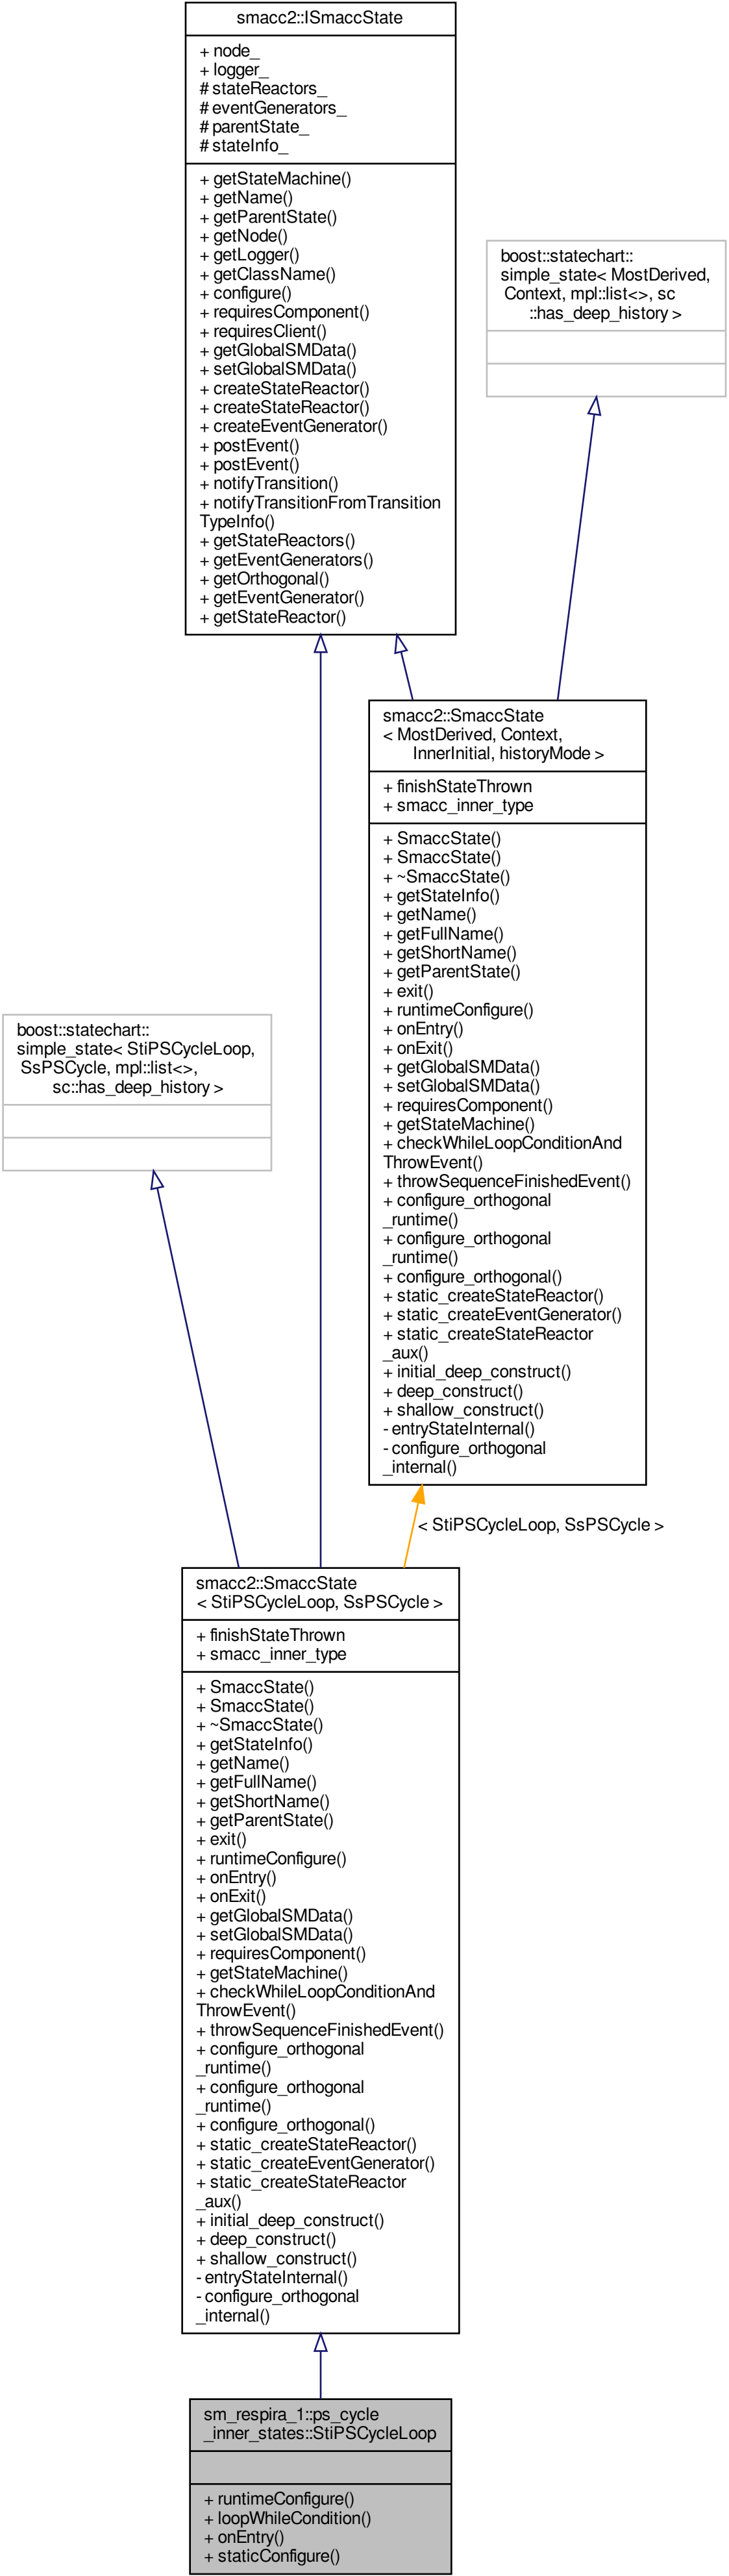 smacc2::ISmaccState
+ node_
+ logger_
# stateReactors_
# eventGenerators_
# parentState_
# stateInfo_
+ getStateMachine()
+ getName()
+ getParentState()
+ getNode()
+ getLogger()
+ getClassName()
+ configure()
+ requiresComponent()
+ requiresClient()
+ getGlobalSMData()
+ setGlobalSMData()
+ createStateReactor()
+ createStateReactor()
+ createEventGenerator()
+ postEvent()
+ postEvent()
+ notifyTransition()
+ notifyTransitionFromTransition
TypeInfo()
+ getStateReactors()
+ getEventGenerators()
+ getOrthogonal()
+ getEventGenerator()
+ getStateReactor()
boost::statechart::
simple_state< MostDerived,
Context, mpl::list<>, sc
::has_deep_history >
smacc2::SmaccState
< MostDerived, Context,
InnerInitial, historyMode >
+ finishStateThrown
+ smacc_inner_type
+ SmaccState()
+ SmaccState()
+ ~SmaccState()
+ getStateInfo()
+ getName()
+ getFullName()
+ getShortName()
+ getParentState()
+ exit()
+ runtimeConfigure()
+ onEntry()
+ onExit()
+ getGlobalSMData()
+ setGlobalSMData()
+ requiresComponent()
+ getStateMachine()
+ checkWhileLoopConditionAnd
ThrowEvent()
+ throwSequenceFinishedEvent()
+ configure_orthogonal
_runtime()
+ configure_orthogonal
_runtime()
+ configure_orthogonal()
+ static_createStateReactor()
+ static_createEventGenerator()
+ static_createStateReactor
_aux()
+ initial_deep_construct()
+ deep_construct()
+ shallow_construct()
- entryStateInternal()
- configure_orthogonal
_internal()
boost::statechart::
simple_state< StiPSCycleLoop,
SsPSCycle, mpl::list<>,
sc::has_deep_history >
< StiPSCycleLoop, SsPSCycle >
smacc2::SmaccState
< StiPSCycleLoop, SsPSCycle >
+ finishStateThrown
+ smacc_inner_type
+ SmaccState()
+ SmaccState()
+ ~SmaccState()
+ getStateInfo()
+ getName()
+ getFullName()
+ getShortName()
+ getParentState()
+ exit()
+ runtimeConfigure()
+ onEntry()
+ onExit()
+ getGlobalSMData()
+ setGlobalSMData()
+ requiresComponent()
+ getStateMachine()
+ checkWhileLoopConditionAnd
ThrowEvent()
+ throwSequenceFinishedEvent()
+ configure_orthogonal
_runtime()
+ configure_orthogonal
_runtime()
+ configure_orthogonal()
+ static_createStateReactor()
+ static_createEventGenerator()
+ static_createStateReactor
_aux()
+ initial_deep_construct()
+ deep_construct()
+ shallow_construct()
- entryStateInternal()
- configure_orthogonal
_internal()
sm_respira_1::ps_cycle
_inner_states::StiPSCycleLoop
+ runtimeConfigure()
+ loopWhileCondition()
+ onEntry()
+ staticConfigure()